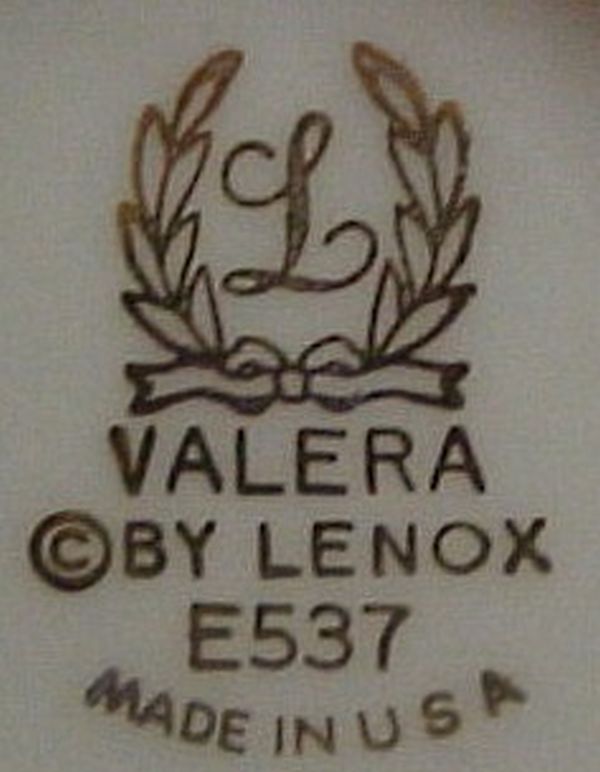 L
VALERA
©BY LENOX
E537
MADE IN USA